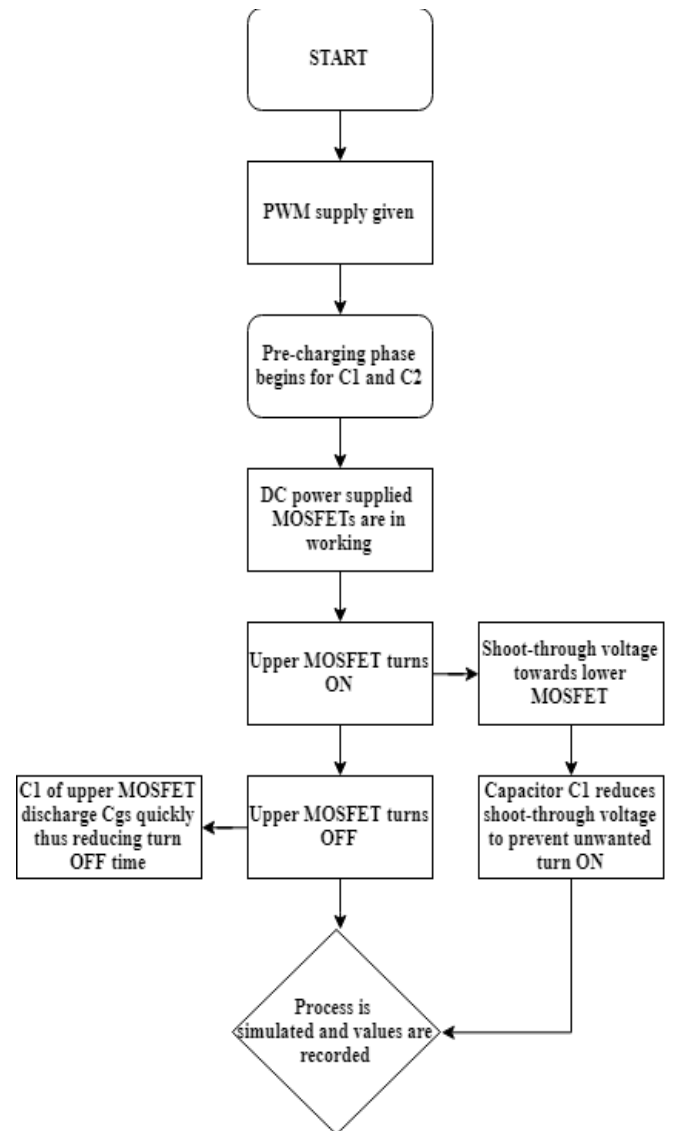 START
PWM supply given
Pre-charging phase
begins for C1 and C2
DC power supplied
MOSFETs are in
working
Upper MOSFET turns
ON
Shoot-through voltage
towards lower
MOSFET
C1 of upper MOSFET
discharge Cgs quickly
thus reducing turn
OFF time
Upper MOSFET turns
OFF
Capacitor C1 reduces
shoot-through voltage
to prevent unwanted
turn ON
Process is
simulated and values are
recorded